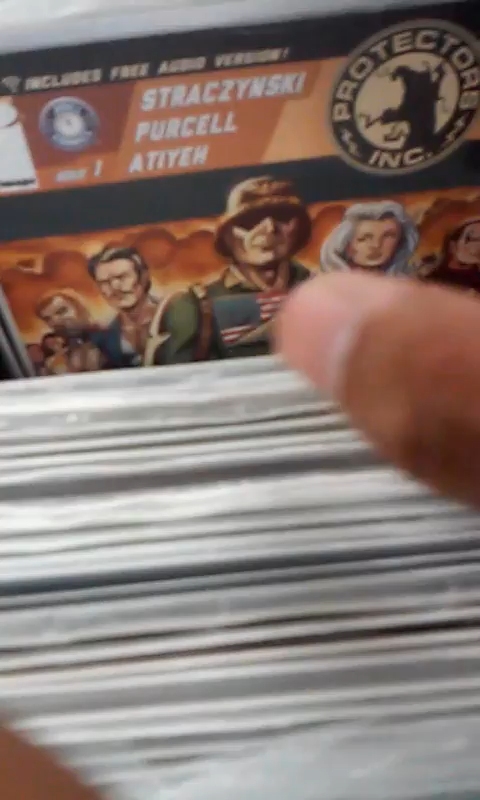 INCLUDES FREE AUDIO VERSION!
STRACZYNSKI
PURCELL
ATIYEH
ISSUE 1
PROTECTORS
INC.